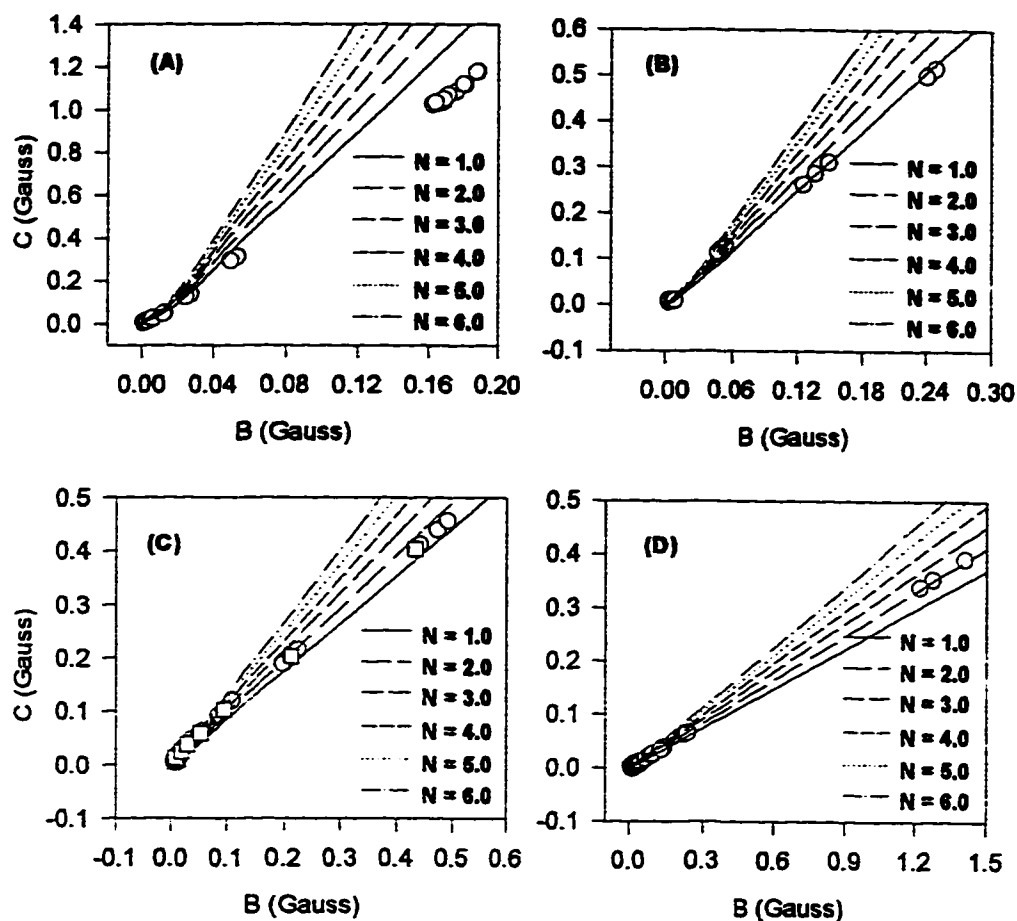 (A)
C (Gauss)
1.4
1.2
1.0
0.8
0.6
0.4
0.2
0.0
N = 1.0
N = 2.0
N = 3.0
N = 4.0
N = 5.0
N = 6.0
0.00 0.04 0.08 0.12 0.16 0.20
B (Gauss)
(B)
0.6
0.5
0.4
0.3
0.2
0.1
0.0
-0.1
N = 1.0
N = 2.0
N = 3.0
N = 4.0
N = 5.0
N = 6.0
0.00 0.06 0.12 0.18 0.24 0.30
B (Gauss)
(C)
C (Gauss)
0.5
0.4
0.3
0.2
0.1
0.0
-0.1
N = 1.0
N = 2.0
N = 3.0
N = 4.0
N = 5.0
N = 6.0
-0.1 0.0 0.1 0.2 0.3 0.4 0.5 0.6
B (Gauss)
(D)
0.5
0.4
0.3
0.2
0.1
0.0
-0.1
N = 1.0
N = 2.0
N = 3.0
N = 4.0
N = 5.0
N = 6.0
0.0 0.3 0.6 0.9 1.2 1.5
B (Gauss)